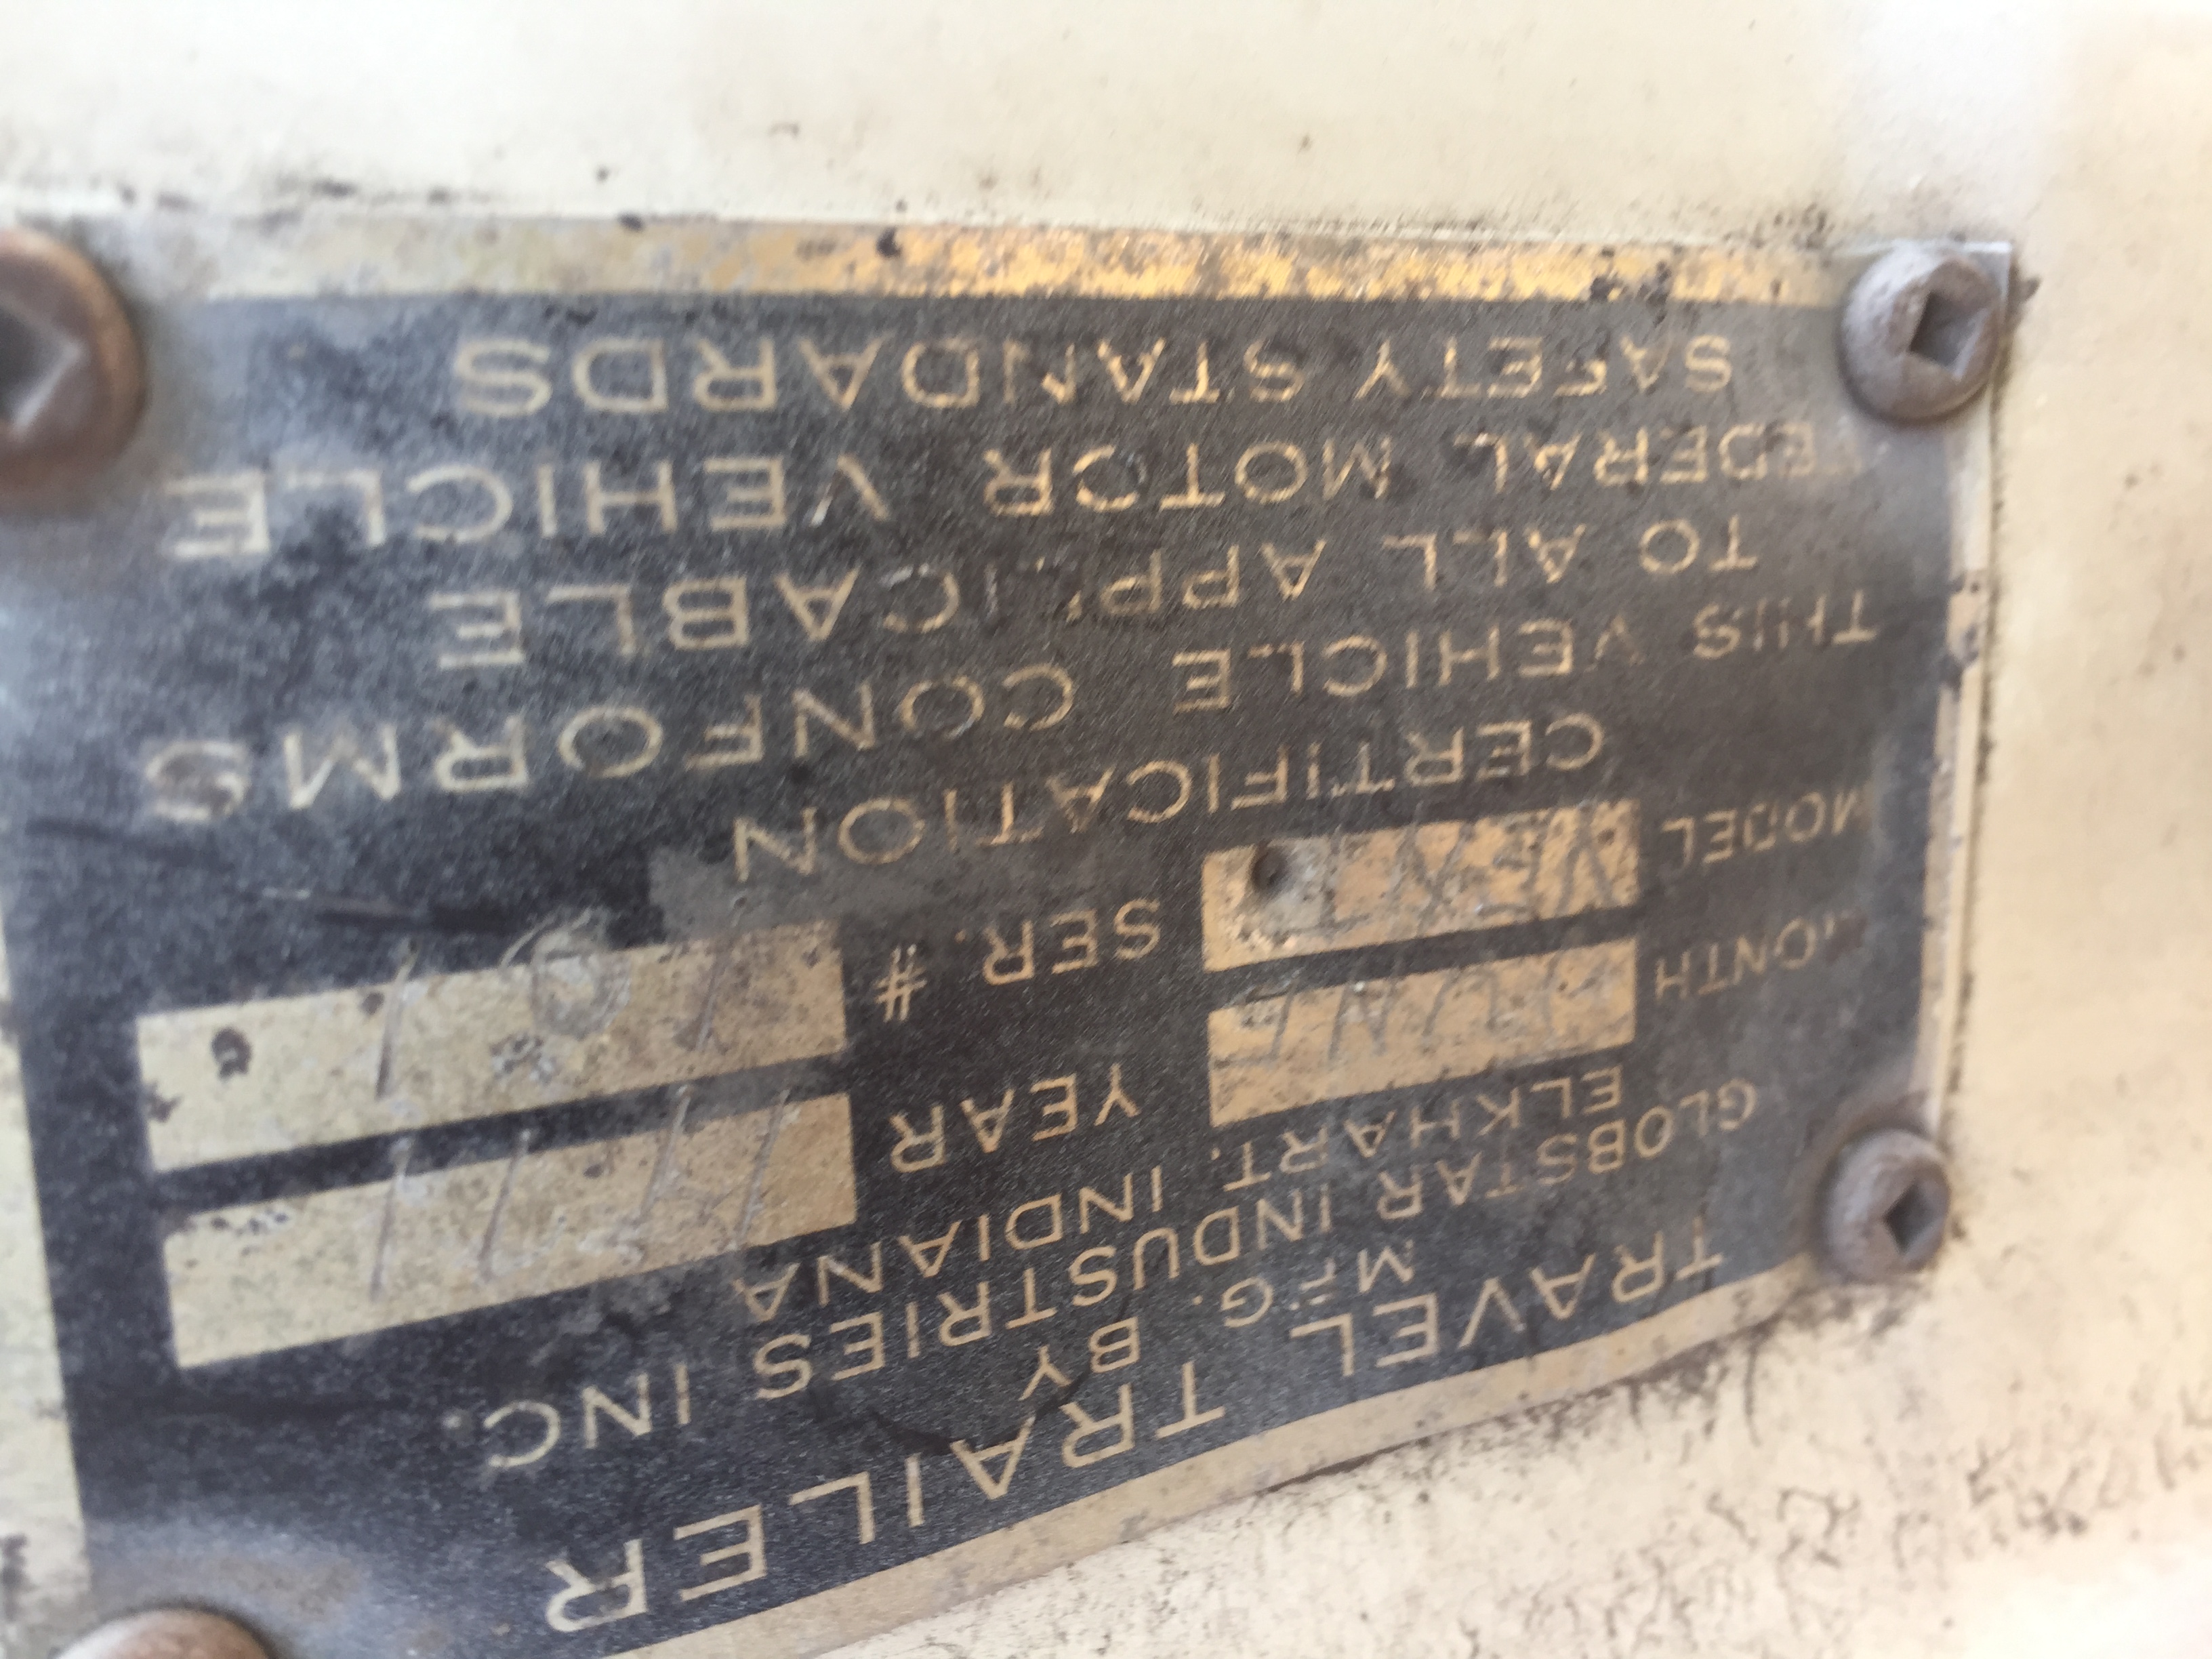 TRAVEL TRAILER
MFG. BY
GLOBSTAR INDUSTRIES INC.
ELKHART. INDIANA
MONTH JUNE YEAR
MODEL SER. #
CERTIFICATION
THIS VEHICLE CONFORMS
TO ALL APPLICABLE
FEDERAL MOTOR VEHICLE
SAFETY STANDARDS